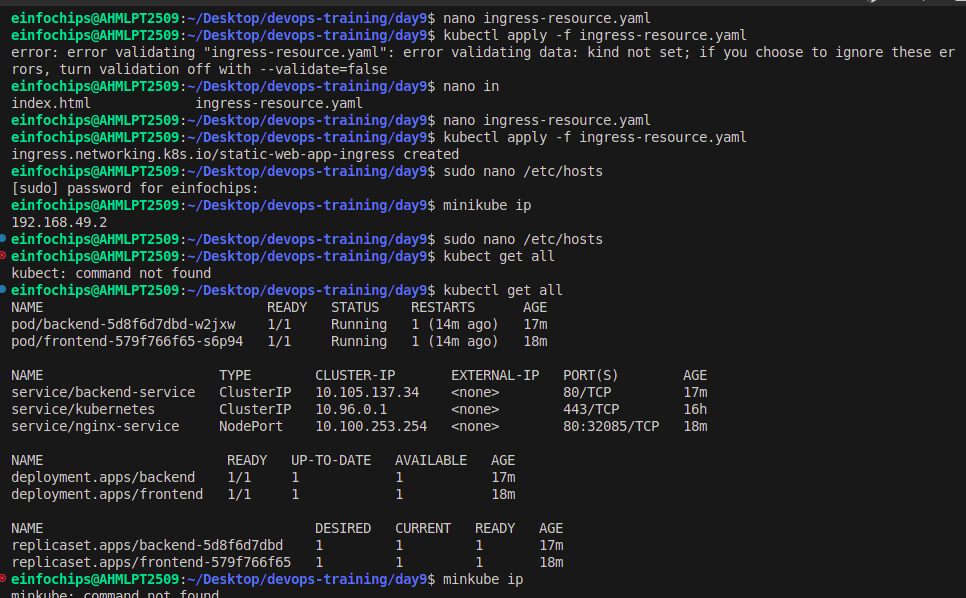 einfochips@AHMLPT2509:~/Desktop/devops-training/day9$ nano ingress-resource.yaml
einfochips@AHMLPT2509:~/Desktop/devops-training/day9$ kubectl apply -f ingress-resource.yaml
error: error validating "ingress-resource.yaml": error validating data: kind not set; if you choose to ignore these er
rors, turn validation off with --validate=false
einfochips@AHMLPT2509:~/Desktop/devops-training/day9$ nano in
index.html             ingress-resource.yaml
einfochips@AHMLPT2509:~/Desktop/devops-training/day9$ nano ingress-resource.yaml
einfochips@AHMLPT2509:~/Desktop/devops-training/day9$ kubectl apply -f ingress-resource.yaml
ingress.networking.k8s.io/static-web-app-ingress created
einfochips@AHMLPT2509:~/Desktop/devops-training/day9$ sudo nano /etc/hosts
[sudo] password for einfochips:
einfochips@AHMLPT2509:~/Desktop/devops-training/day9$ minikube ip
192.168.49.2
einfochips@AHMLPT2509:~/Desktop/devops-training/day9$ sudo nano /etc/hosts
einfochips@AHMLPT2509:~/Desktop/devops-training/day9$ kubect get all
kubect: command not found
einfochips@AHMLPT2509:~/Desktop/devops-training/day9$ kubectl get all
NAME                            READY   STATUS    RESTARTS      AGE
pod/backend-5d8f6d7dbd-w2jxw    1/1     Running   1 (14m ago)   17m
pod/frontend-579f766f65-s6p94   1/1     Running   1 (14m ago)   18m
NAME                      TYPE        CLUSTER-IP       EXTERNAL-IP   PORT(S)        AGE
service/backend-service   ClusterIP   10.105.137.34    <none>        80/TCP         17m
service/kubernetes        ClusterIP   10.96.0.1        <none>        443/TCP        16h
service/nginx-service     NodePort    10.100.253.254   <none>        80:32085/TCP   18m
NAME                       READY   UP-TO-DATE   AVAILABLE   AGE
deployment.apps/backend    1/1     1            1           17m
deployment.apps/frontend   1/1     1            1           18m
NAME                                  DESIRED   CURRENT   READY   AGE
replicaset.apps/backend-5d8f6d7dbd    1         1         1       17m
replicaset.apps/frontend-579f766f65   1         1         1       18m
einfochips@AHMLPT2509:~/Desktop/devops-training/day9$ minkube ip
minkube: command not found